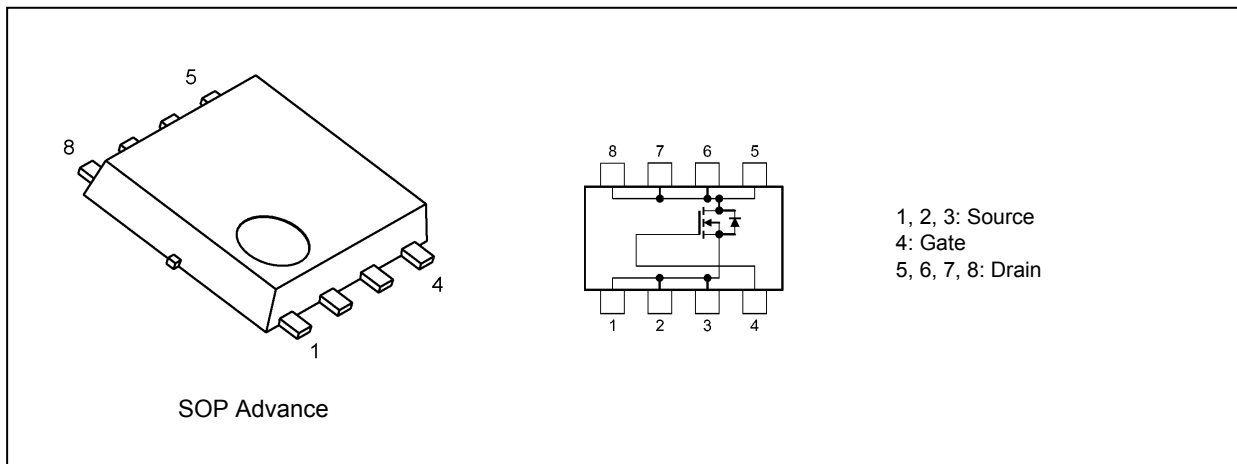 5
8
4
1
SOP Advance
8 7 6 5
1 2 3 4
1, 2, 3: Source
4: Gate
5, 6, 7, 8: Drain